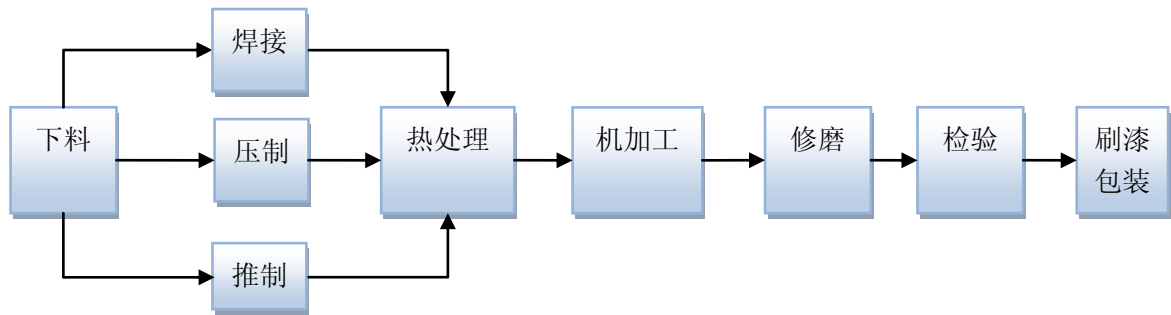 焊接
下料
压制
热处理
机加工
修磨
检验
刷漆
包装
推制